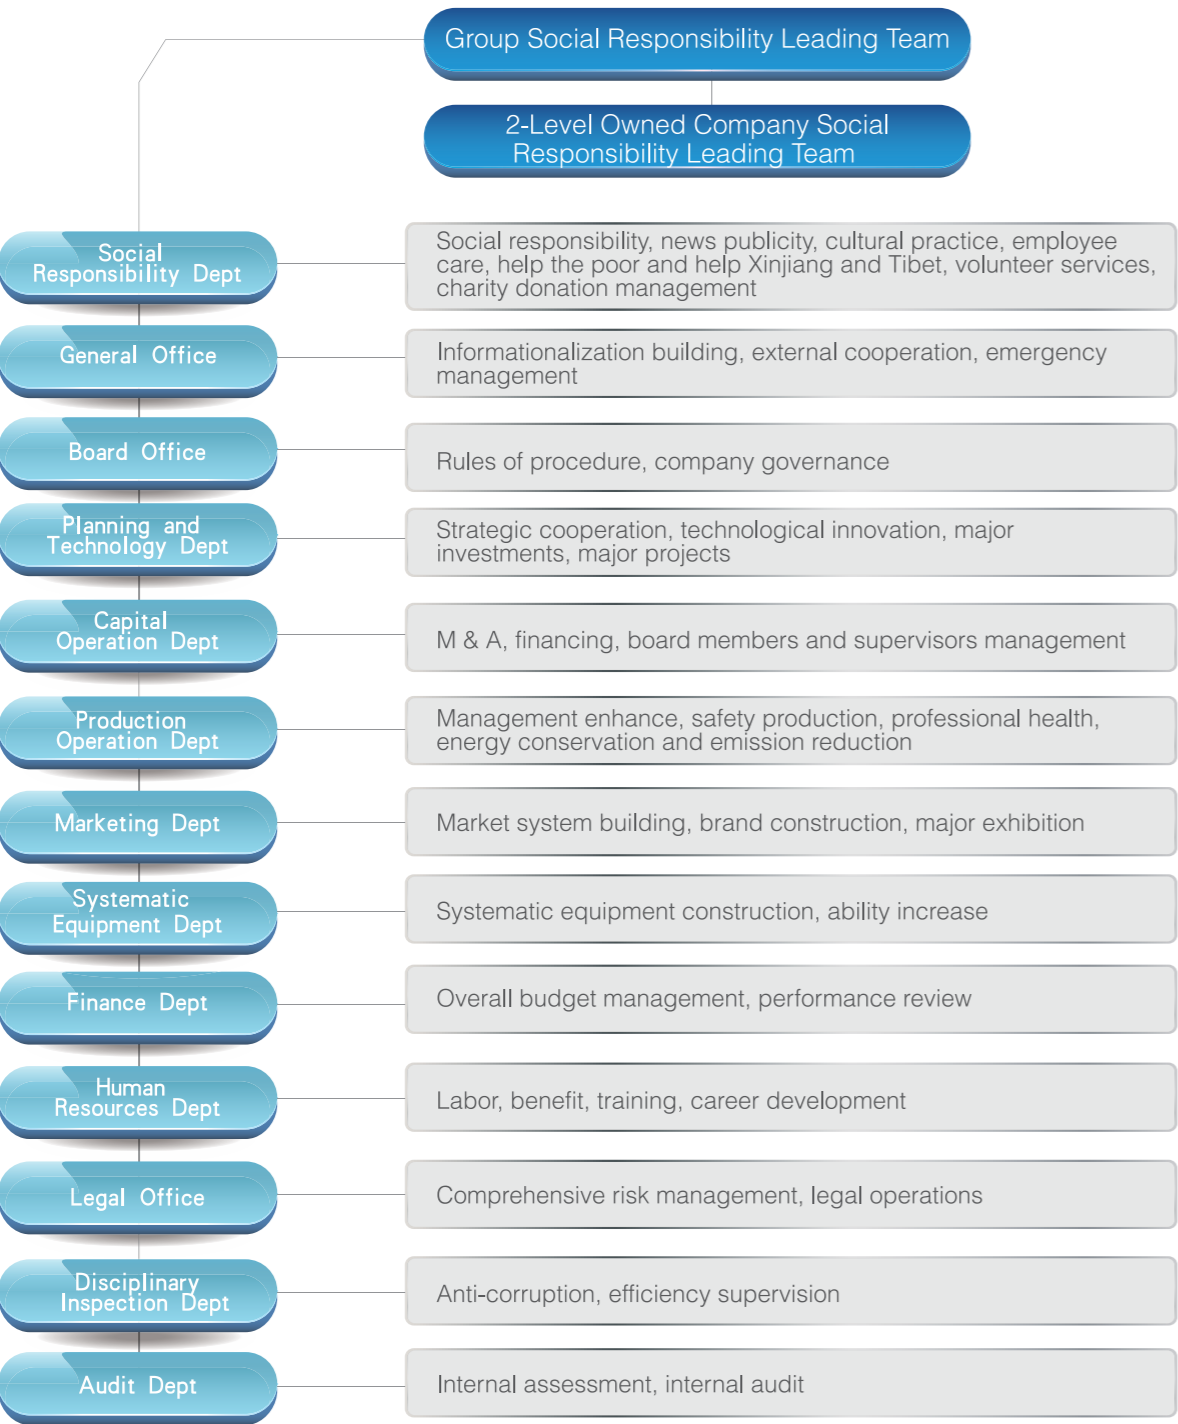 Group Social Responsibility Leading Team
2-Level Owned Company Social
Responsibility Leading Team
Social
Responsibility Dept
Social responsibility, news publicity, cultural practice, employee
care, help the poor and help Xinjiang and Tibet, volunteer services,
charity donation management
General Office
Informationalization building, external cooperation, emergency
management
Board Office
Rules of procedure, company governance
Planning and
Technology Dept
Strategic cooperation, technological innovation, major
investments, major projects
Capital
Operation Dept
M & A, financing, board members and supervisors management
Production
Operation Dept
Management enhance, safety production, professional health,
energy conservation and emission reduction
Marketing Dept
Market system building, brand construction, major exhibition
Systematic
Equipment Dept
Systematic equipment construction, ability increase
Finance Dept
Overall budget management, performance review
Human
Resources Dept
Labor, benefit, training, career development
Legal Office
Comprehensive risk management, legal operations
Disciplinary
Inspection Dept
Anti-corruption, efficiency supervision
Audit Dept
Internal assessment, internal audit